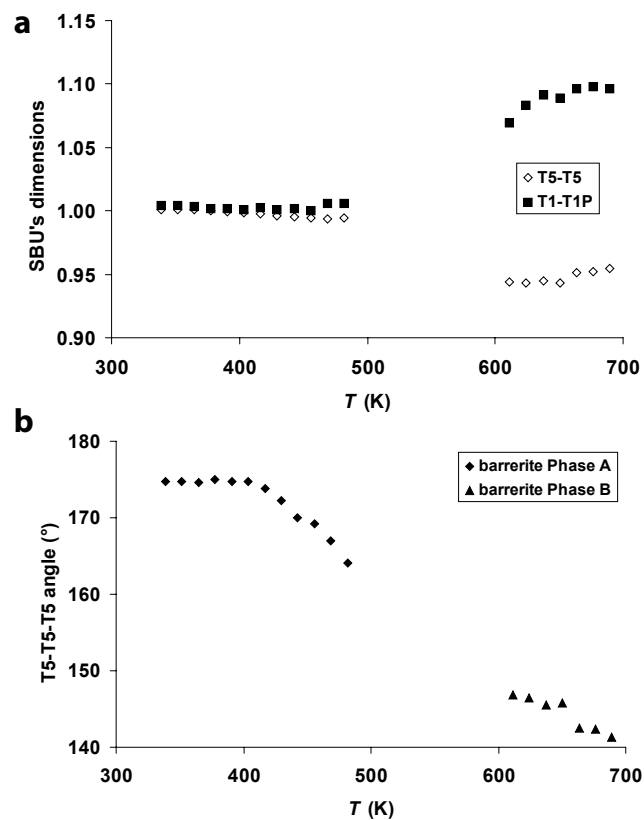 a
1.15
1.10
1.05
1.00
0.95
0.90
SBU's dimensions
T5-T5
T1-T1P
300 400 500 600 700
T (K)
b
180
170
160
150
140
T5-T5-T5-T5 angle (°)
barrerite Phase A
barrerite Phase B
300 400 500 600 700
T (K)